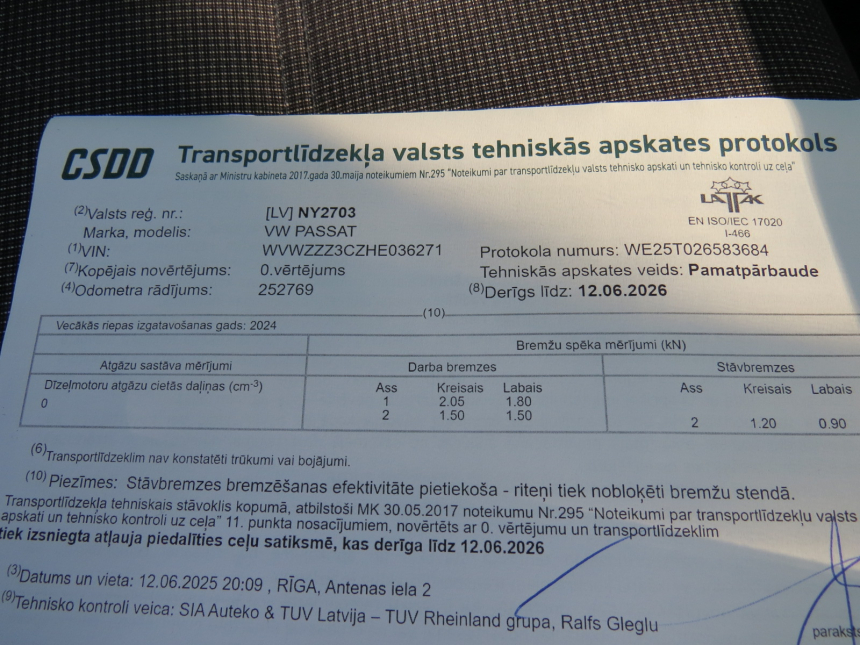 CSDD Transportlīdzekļa valsts tehniskās apskates protokols
Saskaņā ar Ministru kabineta 2017.gada 30.maija noteikumiem Nr.295 "Noteikumi par transportlīdzekļu valsts tehnisko apskati un tehnisko kontroli uz ceļa"
LATAK
EN ISO/IEC 17020
I-466
(2)Valsts reģ. nr.: [LV] NY2703
Marka, modelis: VW PASSAT
(1)VIN: WVWZZZ3CZHE036271 Protokola numurs: WE25T026583684
(7)Kopējais novērtējums: 0.vērtējums Tehniskās apskates veids: Pamatpārbaude
(4)Odometra rādījums: 252769 (8)Derīgs līdz: 12.06.2026
(10)
Vecākās riepas izgatavošanas gads: 2024
Bremžu spēka mērījumi (kN)
Atgāzu sastāva mērījumi Darba bremzes Stāvbremzes
Dīzeļmotoru atgāzu cietās daļiņas (cm-3) Ass Kreisais Labais Ass Kreisais Labais
0 1 2.05 1.80
2 1.50 1.50 2 1.20 0.90
(6)Transportlīdzeklim nav konstatēti trūkumi vai bojājumi.
(10)Piezīmes: Stāvbremzes bremzēšanas efektivitāte pietiekoša - riteņi tiek nobloķēti bremžu stendā.
Transportlīdzekļa tehniskais stāvoklis kopumā, atbilstoši MK 30.05.2017 noteikumu Nr.295 "Noteikumi par transportlīdzekļu valsts
apskati un tehnisko kontroli uz ceļa" 11. punkta nosacījumiem, novērtēts ar 0. vērtējumu un transportlīdzeklim
tiek izsniegta atļauja piedalīties ceļu satiksmē, kas derīga līdz 12.06.2026
(3)Datums un vieta: 12.06.2025 20:09 , RĪGA, Antenas iela 2
(9)Tehnisko kontroli veica: SIA Auteko & TUV Latvija – TUV Rheinland grupa, Ralfs Gleglu
paraksts